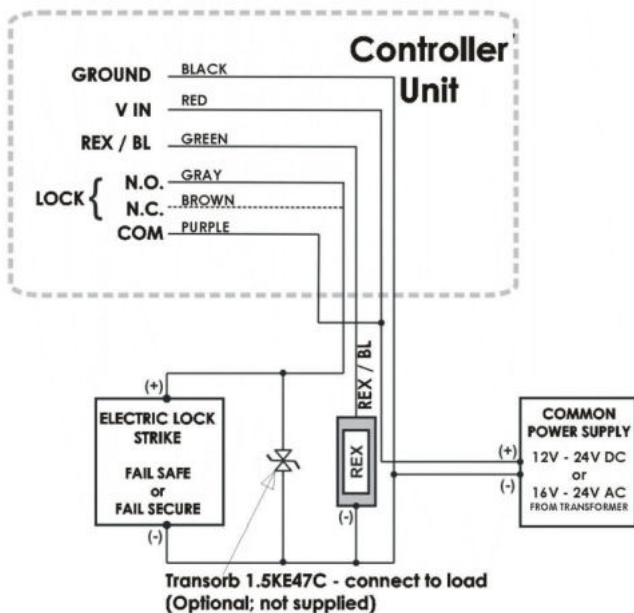 Controller
Unit
GROUND
BLACK
V IN
RED
REX / BL
GREEN
LOCK
N.O.
GRAY
N.C.
BROWN
COM
PURPLE
REX / BL
(+)
ELECTRIC LOCK
STRIKE
FAIL SAFE
or
FAIL SECURE
(-)
REX
(-)
(+)
(-)
COMMON
POWER SUPPLY
12V - 24V DC
or
16V - 24V AC
FROM TRANSFORMER
Transorb 1.5KE47C - connect to load
(Optional; not supplied)